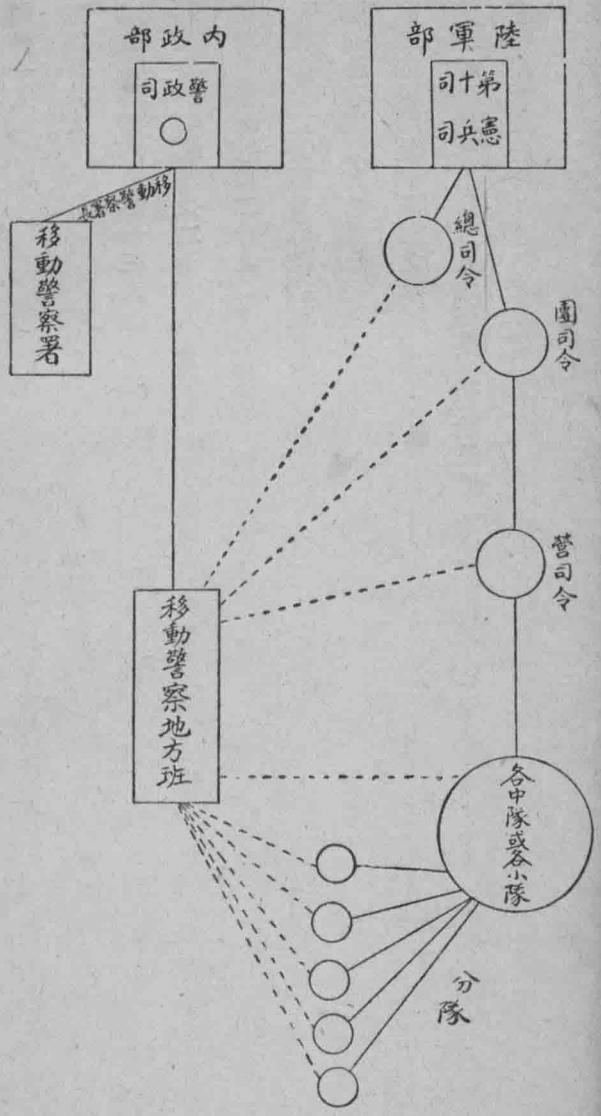 陸軍部
第十司
憲兵司
總司令
團司令
營司令
各中隊或各小隊
分隊
内政部
警政司
移動警察署長
移動警察署
移動警察地方班